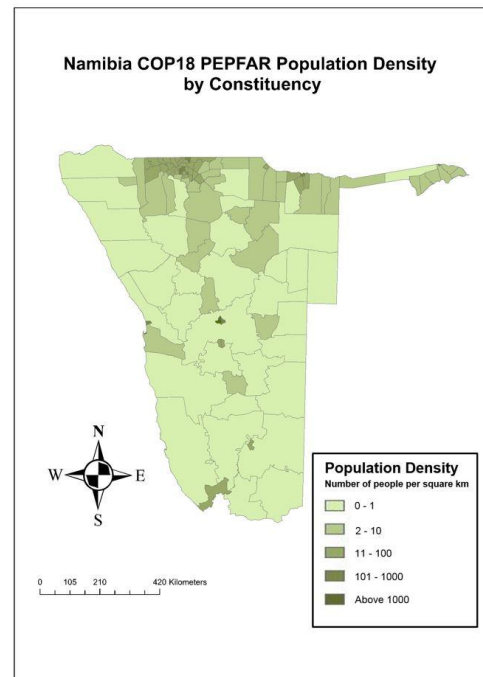 Namibia COP18 PEPFAR Population Density
by Constituency
N
W E
S
0 105 210 420 Kilometers
Population Density
Number of people per square km
0 - 1
2 - 10
11 - 100
101 - 1000
Above 1000